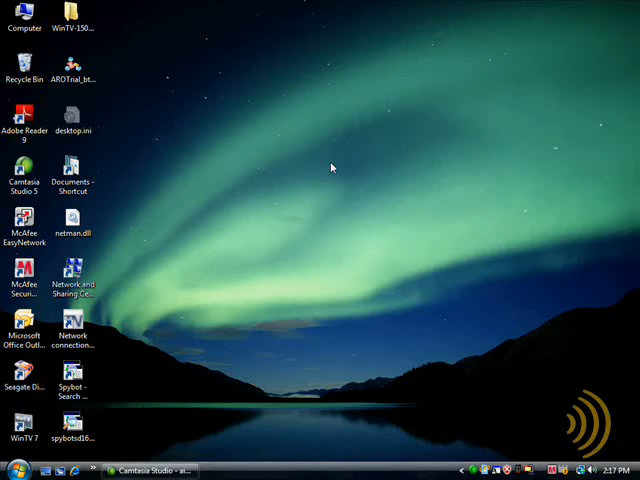 Computer
WinTV-150...
Recycle Bin
AROTrial_bt...
Adobe Reader
9
desktop.ini
Camtasia
Studio 5
Documents -
Shortcut
McAfee
EasyNetwork
netman.dll
McAfee
Securi...
Network and
Sharing Ce...
Microsoft
Office Outl...
Network
connection...
Seagate Di...
Spybot -
Search ...
WinTV 7
spybotsd16...
Camtasia Studio - ai...
2:17 PM